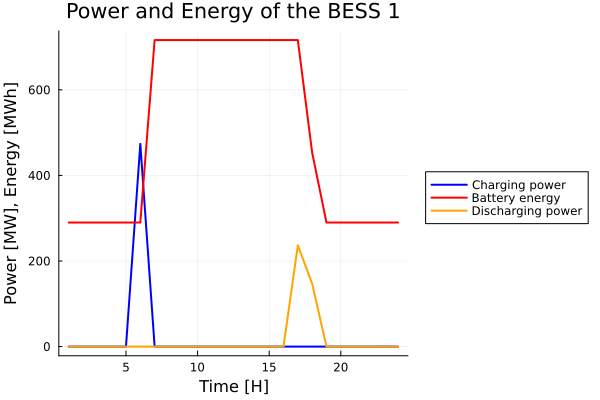 Power and Energy of the BESS 1
Power [MW], Energy [MWh]
600
400
200
0
5
10
15
20
Time [H]
Charging power
Battery energy
Discharging power